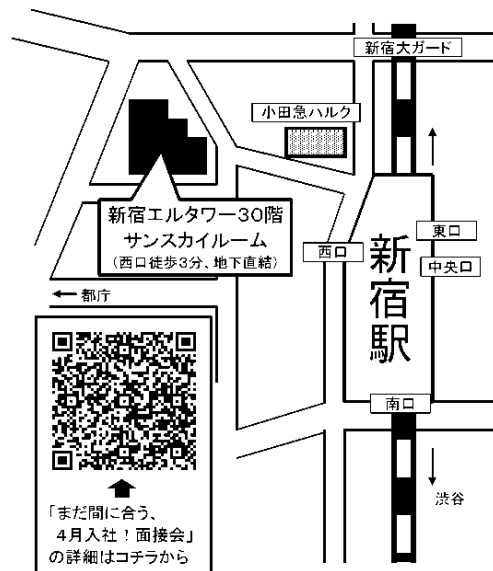 新宿大ガード
小田急ハルク
新宿エルタワー30階
サンスカイルーム
(西口徒歩3分、地下直結)
西口
東口
中央口
新宿駅
←都庁
南口
渋谷
「まだ間に合う、
4月入社!面接会」
の詳細はコチラから